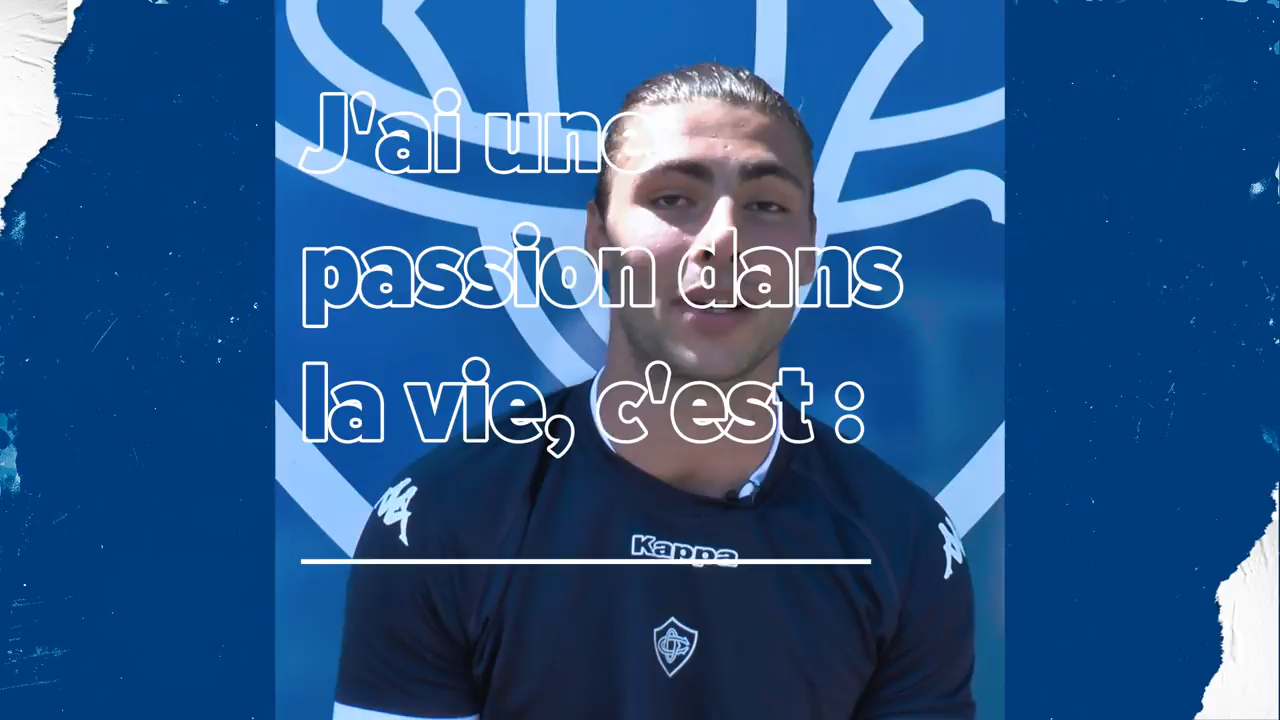 J'ai une
passion dans
la vie, c'est :
Kappa